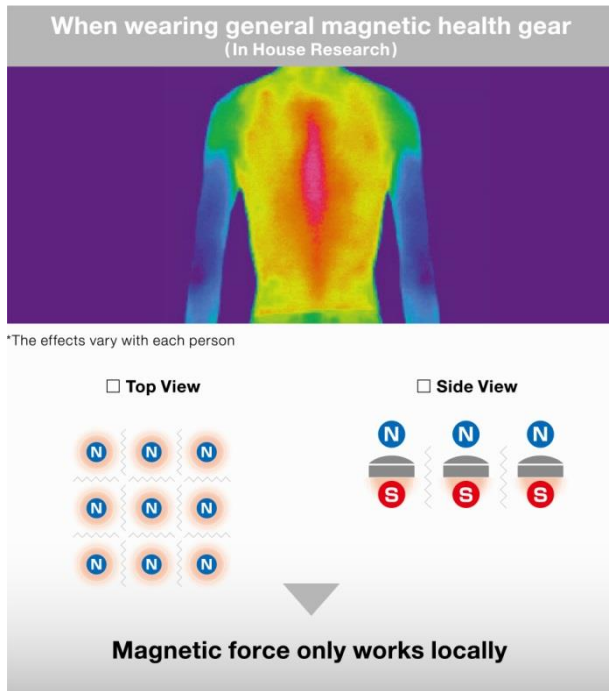 When wearing general magnetic health gear
(In House Research)
*The effects vary with each person
Top View
Side View
N N N
N N N
S S S
N N N
N N N
Magnetic force only works locally